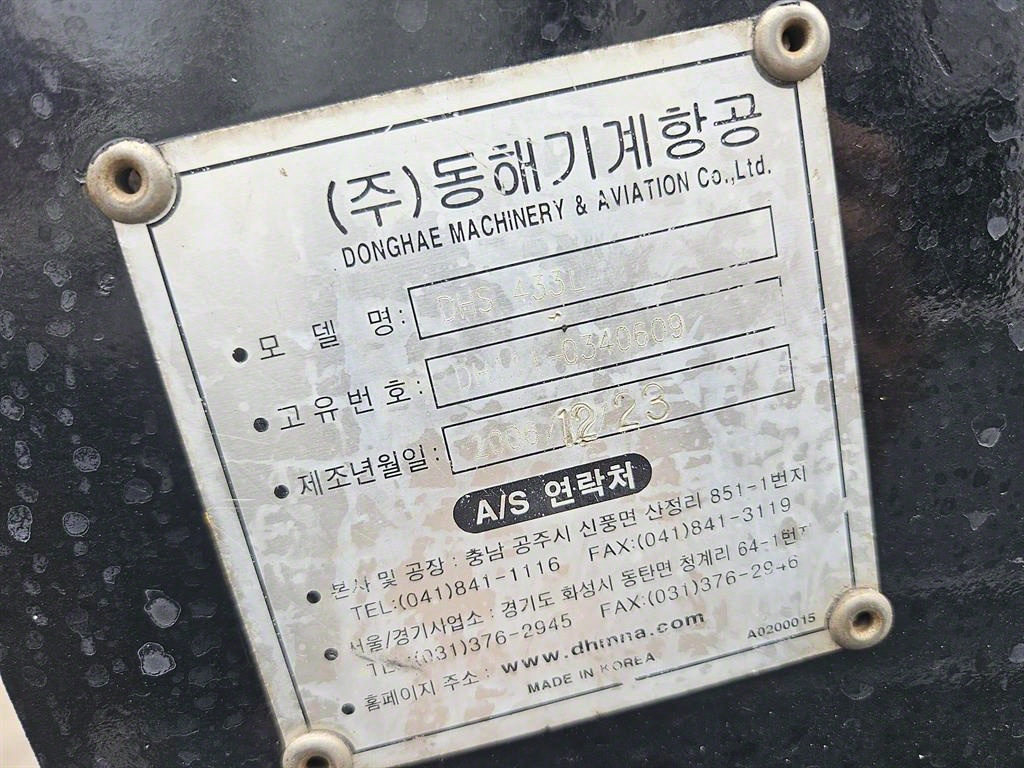 (주)동해기계항공
DONGHAE MACHINERY & AVIATION Co.,Ltd.
• 모 델 명: DHS 433L
• 고유번호:
• 제조년월일: 2006/12/23
A/S 연락처
• 본사 및 공장 : 충남 공주시 신풍면 산정리 851-1번지
TEL:(041)841-1116 FAX:(041)841-3119
• 서울/경기사업소 : 경기도 화성시 동탄면 청계리 64-1번지
TEL:(031)376-2945 FAX:(031)376-2946
• 홈페이지 주소 : www.dhmna.com
MADE IN KOREA A0200015